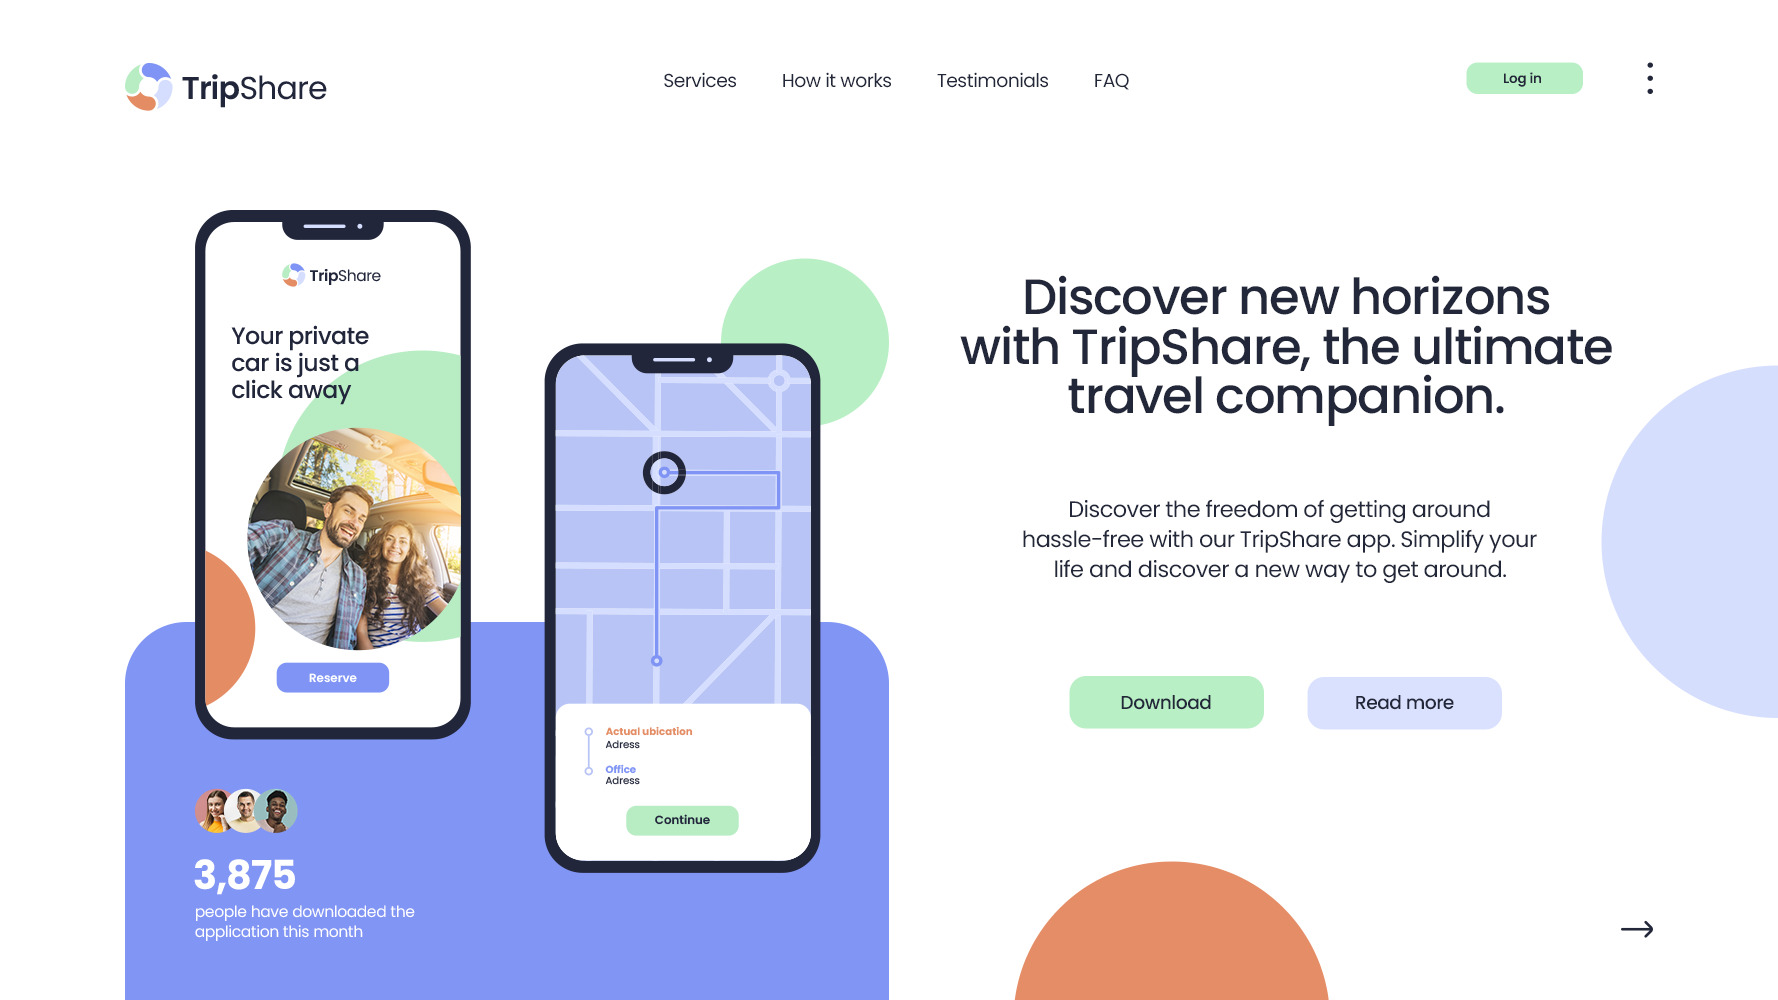 TripShare
Services
How it works
Testimonials
FAQ
Log in
TripShare
Your private
car is just a
click away
Reserve
Actual ubication
Adress
Office
Adress
Continue
3,875
people have downloaded the
application this month
Discover new horizons
with TripShare, the ultimate
travel companion.
Discover the freedom of getting around
hassle-free with our TripShare app. Simplify your
life and discover a new way to get around.
Download
Read more